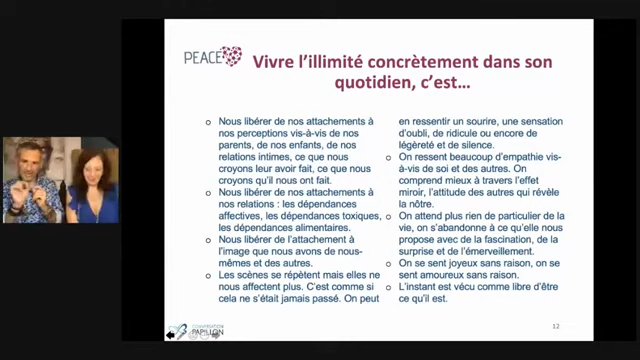 PEACE
Vivre l'illimité concrètement dans son
quotidien, c'est...
o Nous libérer de nos attachements à
nos perceptions vis-à-vis de nos
parents, de nos enfants, de nos
relations intimes, ce que nous
croyons leur avoir fait, ce que nous
croyons qu'il nous ont fait.
o Nous libérer de nos attachements à
nos relations : les dépendances
affectives, les dépendances toxiques,
les dépendances alimentaires.
o Nous libérer de l'attachement à
l'image que nous avons de nous-
mêmes et des autres.
o Les scènes se répètent mais elles ne
nous affectent plus. C'est comme si
cela ne s'était jamais passé. On peut
en ressentir un sourire, une sensation
d'oubli, de ridicule ou encore de
légèreté et de silence.
o On ressent beaucoup d'empathie vis-
à-vis de soi et des autres. On
comprend mieux à travers l'effet
miroir, l'attitude des autres qui révèle
la nôtre.
o On attend plus rien de particulier de la
vie, on s'abandonne à ce qu'elle nous
propose avec de la fascination, de la
surprise et de l'émerveillement.
o On se sent joyeux sans raison, on se
sent amoureux sans raison.
o L'instant est vécu comme libre d'être
ce qu'il est.
PAPILLON
12